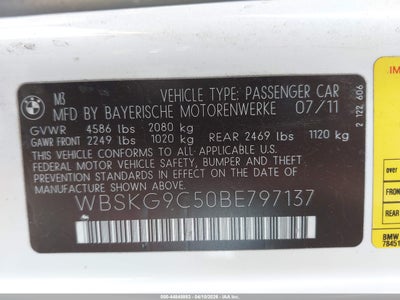 M3
VEHICLE TYPE: PASSENGER CAR
MFD BY BAYERISCHE MOTORENWERKE 07/11
GVWR 4586 lbs 2080 kg
GAWR FRONT 2249 lbs 1020 kg REAR 2469 lbs 1120 kg
THIS VEHICLE CONFORMS TO ALL APPLICABLE
FEDERAL MOTOR VEHICLE SAFETY, BUMPER, AND THEFT
PREVENTION STANDARDS IN EFFECT ON THE DATE OF
MANUFACTURE SHOWN ABOVE.
WBSKG9C50BE797137
2 122 606
over
BMW